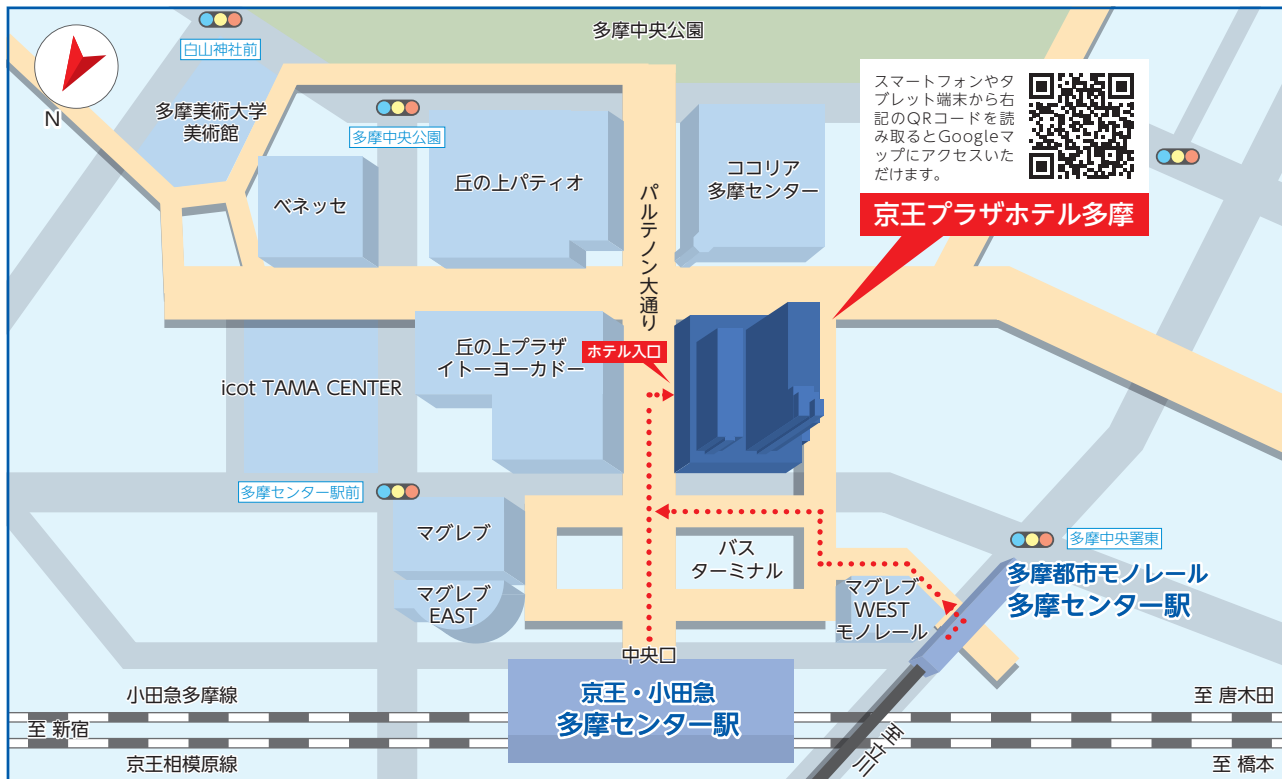 多摩中央公園
白山神社前
N
多摩美術大学
美術館
多摩中央公園
スマートフォンやタ
ブレット端末から右
記のQRコードを読
み取るとGoogleマ
ップにアクセスいた
だけます。
京王プラザホテル多摩
ベネッセ
丘の上パティオ
パルテノン大通り
ココリア
多摩センター
icot TAMA CENTER
丘の上プラザ
イトーヨーカドー
ホテル入口
多摩センター駅前
マグレブ
マグレブ
EAST
バス
ターミナル
マグレブ
WEST
モノレール
多摩中央署東
多摩都市モノレール
多摩センター駅
中央口
京王・小田急
多摩センター駅
小田急多摩線
至 新宿
京王相模原線
至 唐木田
至 橋本
至立川